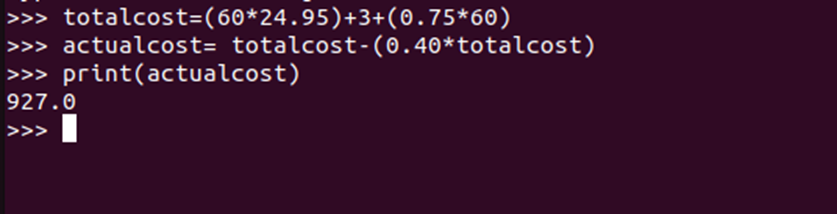 >>> totalcost=(60*24.95)+3+(0.75*60)
>>> actualcost= totalcost-(0.40*totalcost)
>>> print(actualcost)
927.0
>>>